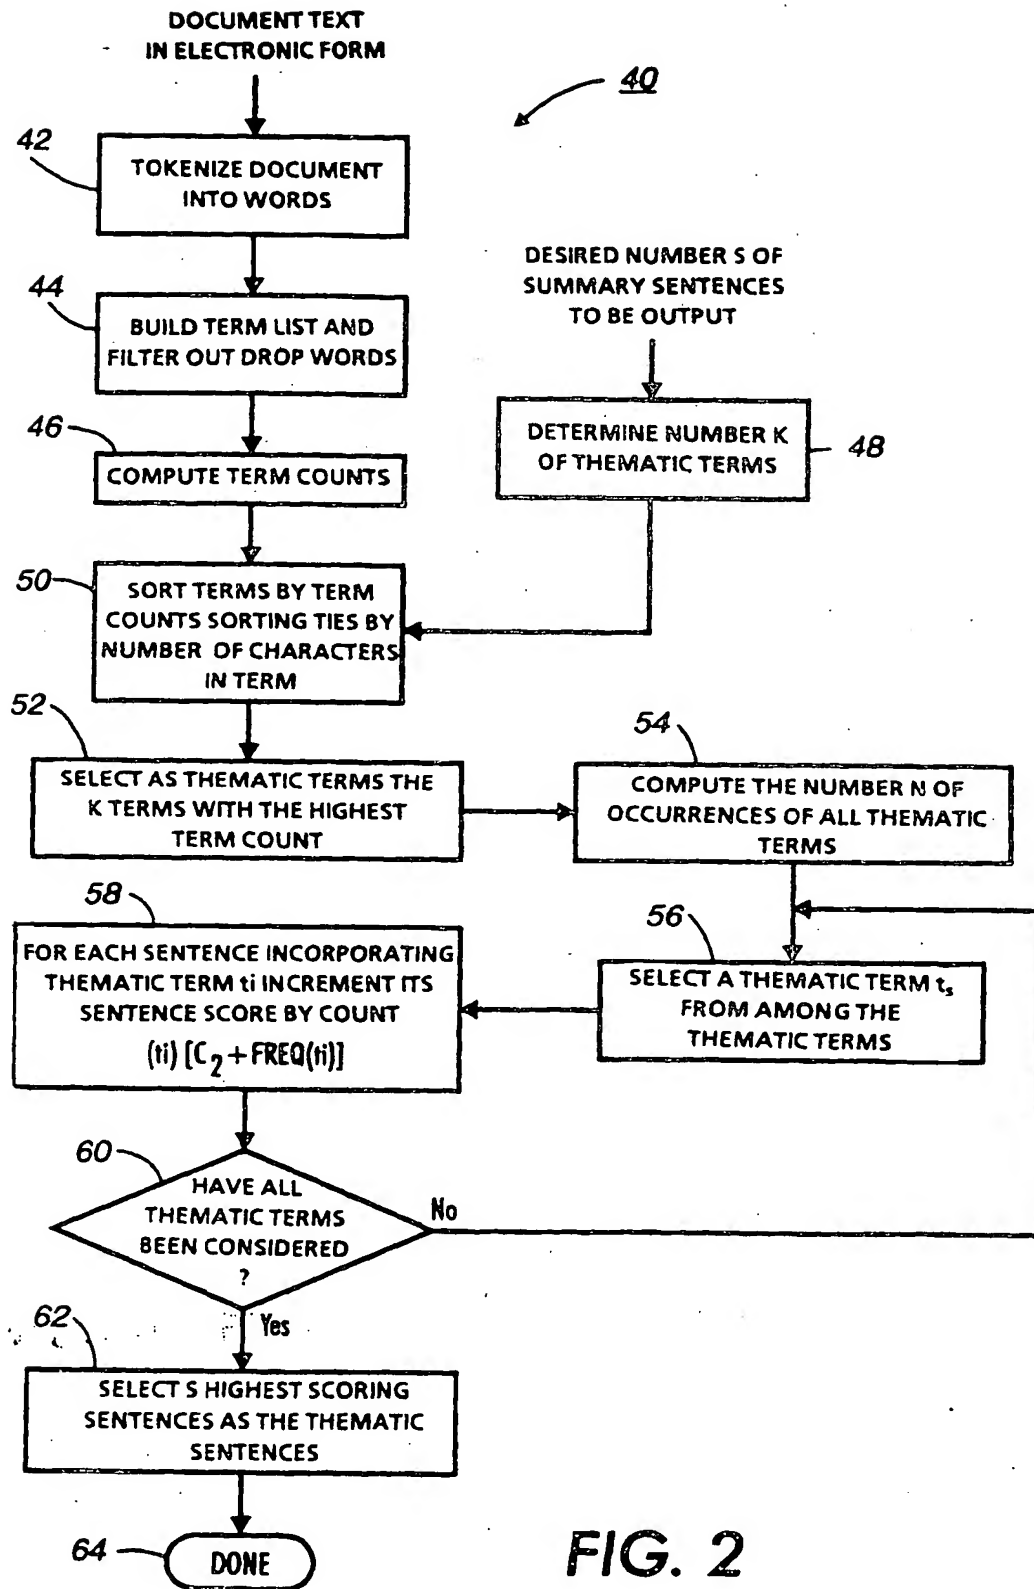 DOCUMENT TEXT
IN ELECTRONIC FORM
40
42
TOKENIZE DOCUMENT
INTO WORDS
DESIRED NUMBER S OF
SUMMARY SENTENCES
TO BE OUTPUT
44
BUILD TERM LIST AND
FILTER OUT DROP WORDS
46
COMPUTE TERM COUNTS
DETERMINE NUMBER K
OF THEMATIC TERMS
48
50
SORT TERMS BY TERM
COUNTS SORTING TIES BY
NUMBER OF CHARACTERS
IN TERM
52
SELECT AS THEMATIC TERMS THE
K TERMS WITH THE HIGHEST
TERM COUNT
54
COMPUTE THE NUMBER N OF
OCCURRENCES OF ALL THEMATIC
TERMS
56
SELECT A THEMATIC TERM ts
FROM AMONG THE
THEMATIC TERMS
58
FOR EACH SENTENCE INCORPORATING
THEMATIC TERM ti INCREMENT ITS
SENTENCE SCORE BY COUNT
(ti) [C2 + FREQ(ti)]
60
HAVE ALL
THEMATIC TERMS
BEEN CONSIDERED
?
No
Yes
62
SELECT S HIGHEST SCORING
SENTENCES AS THE THEMATIC
SENTENCES
64
DONE
FIG. 2